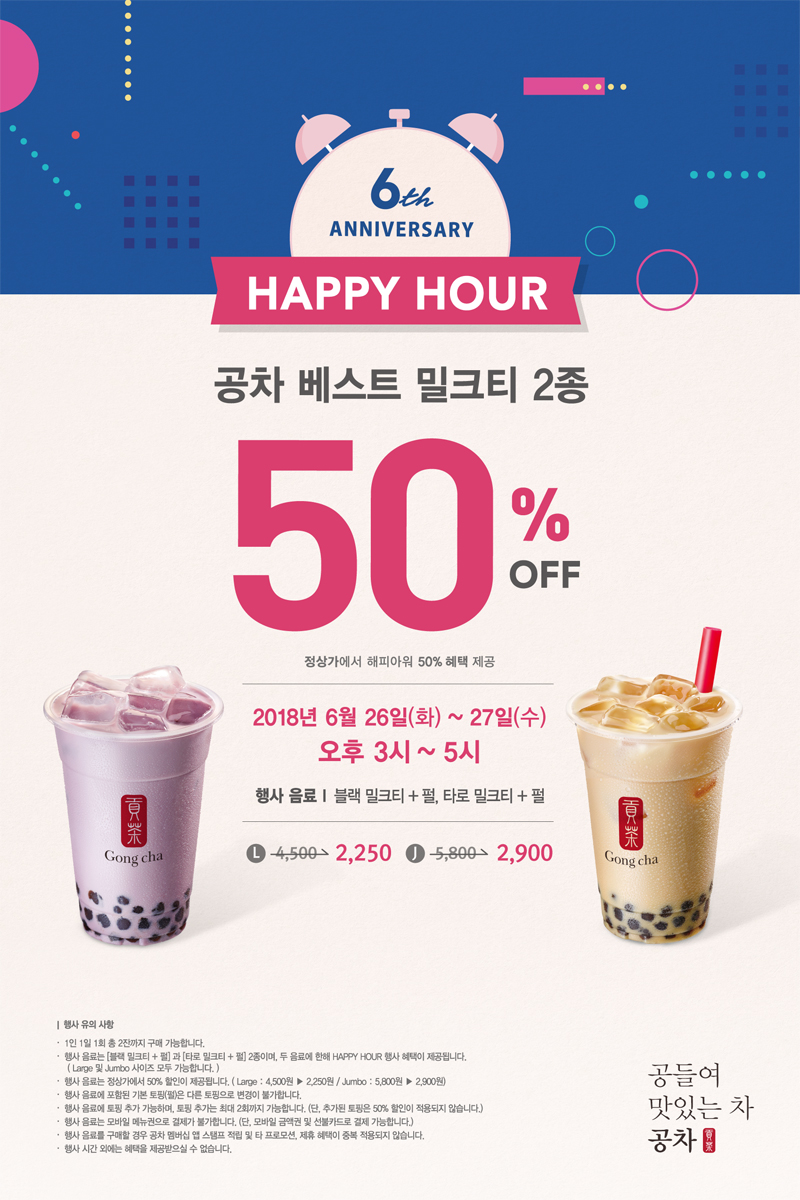 6th
ANNIVERSARY
HAPPY HOUR
공차 베스트 밀크티 2종
50%
OFF
정상가에서 해피아워 50% 혜택 제공
2018년 6월 26일(화) ~ 27일(수)
오후 3시 ~ 5시
행사 음료 | 블랙 밀크티 + 펄, 타로 밀크티 + 펄
L 4,500 2,250 J 5,800 2,900
貢茶
Gong cha
貢茶
Gong cha
| 행사 유의 사항
· 1인 1일 1회 총 2잔까지 구매 가능합니다.
· 행사 음료는 [블랙 밀크티 + 펄] 과 [타로 밀크티 + 펄] 2종이며, 두 음료에 한해 HAPPY HOUR 행사 혜택이 제공됩니다.
( Large 및 Jumbo 사이즈 모두 가능합니다. )
· 행사 음료는 정상가에서 50% 할인이 제공됩니다. ( Large : 4,500원 ▶ 2,250원 / Jumbo : 5,800원 ▶ 2,900원)
· 행사 음료에 포함된 기본 토핑(펄)은 다른 토핑으로 변경이 불가합니다.
· 행사 음료에 토핑 추가 가능하며, 토핑 추가는 최대 2회까지 가능합니다. (단, 추가된 토핑은 50% 할인이 적용되지 않습니다.)
· 행사 음료는 모바일 메뉴권으로 결제가 불가합니다. (단, 모바일 금액권 및 선불카드로 결제 가능합니다.)
· 행사 음료를 구매할 경우 공차 멤버십 앱 스탬프 적립 및 타 프로모션, 제휴 혜택이 중복 적용되지 않습니다.
· 행사 시간 외에는 혜택을 제공받으실 수 없습니다.
공들여
맛있는 차
공차 貢茶